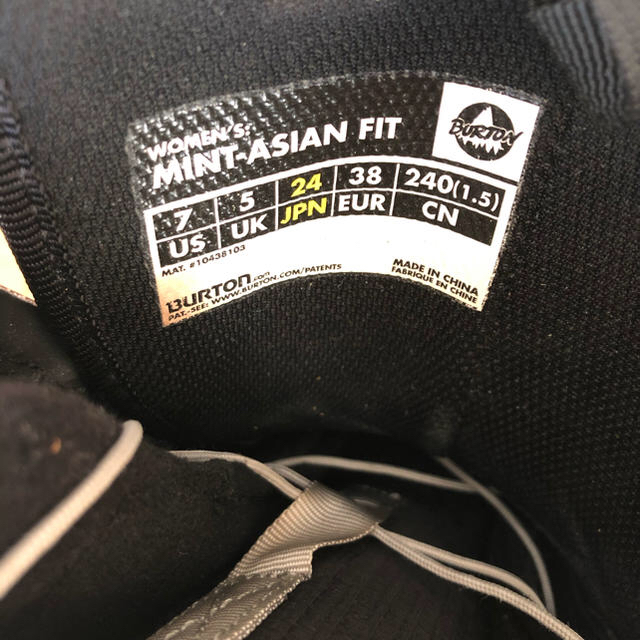 WOMEN'S:
MINT-ASIAN FIT
BURTON
7 5 24 38 240(1.5)
US UK JPN EUR CN
MAT. #10438103
BURTON.com
PAT.-SEE: WWW.BURTON.COM/PATENTS
MADE IN CHINA
FABRIQUE EN CHINE